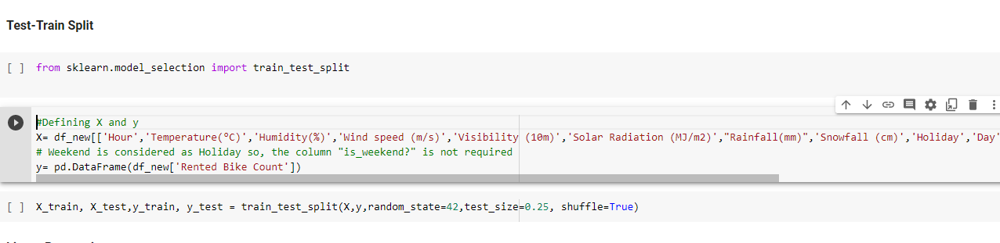 Test-Train Split
[ ] from sklearn.model_selection import train_test_split
#Defining X and y
X= df_new[['Hour','Temperature(°C)','Humidity(%)','Wind speed (m/s)','Visibility (10m)','Solar Radiation (MJ/m2)',"Rainfall(mm)",'Snowfall (cm)','Holiday','Day'
# Weekend is considered as Holiday so, the column "is_weekend?" is not required
y= pd.DataFrame(df_new['Rented Bike Count'])
[ ] X_train, X_test,y_train, y_test = train_test_split(X,y,random_state=42,test_size=0.25, shuffle=True)